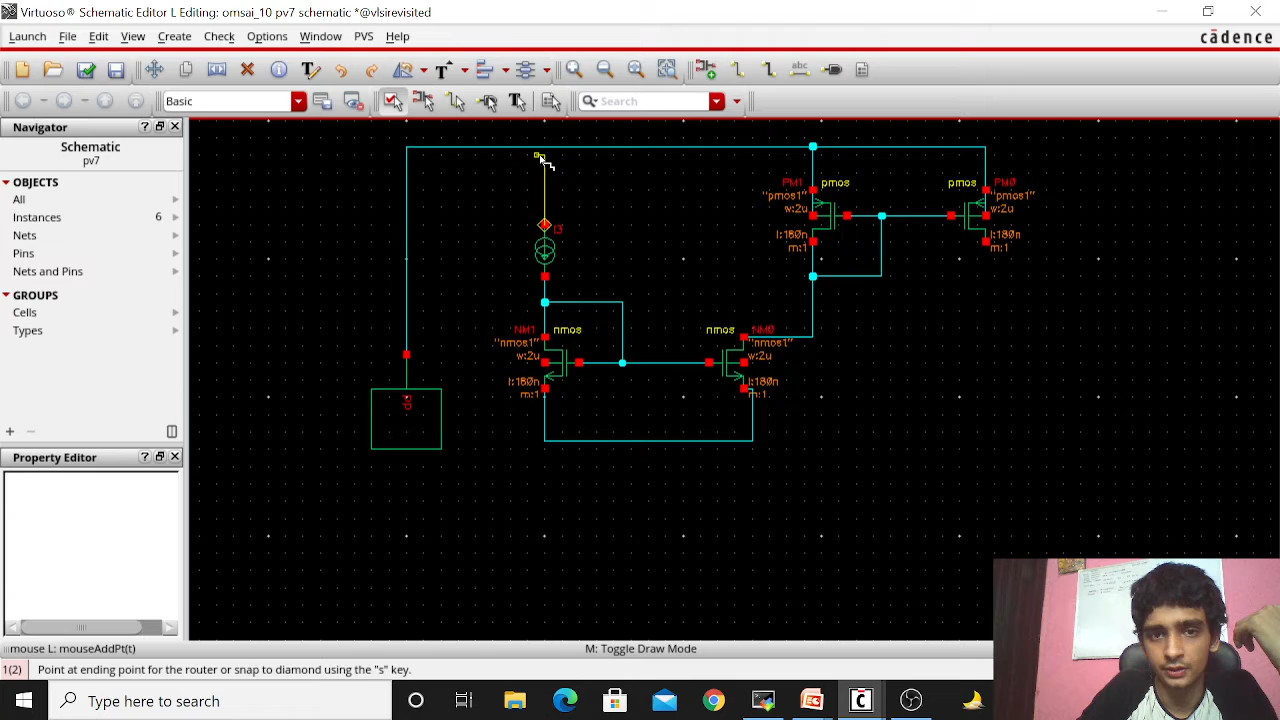 Virtuoso® Schematic Editor L Editing: omsai_10 pv7 schematic *@vlsirevisited
Launch File Edit View Create Check Options Window PVS Help
cādence
Basic
Search
Navigator
Schematic
pv7
OBJECTS
All
Instances 6
Nets
Pins
Nets and Pins
GROUPS
Cells
Types
Property Editor
PM1 pmos
"pmos1"
w:2u
l:180n
m:1
pmos PM0
"pmos1"
w:2u
l:180n
m:1
NM1 nmos
"nmos1"
w:2u
l:180n
m:1
nmos NM0
"nmos1"
w:2u
l:180n
m:1
mouse L: mouseAddPt(t)
M: Toggle Draw Mode
1(2) Point at ending point for the router or snap to diamond using the "s" key.
Type here to search